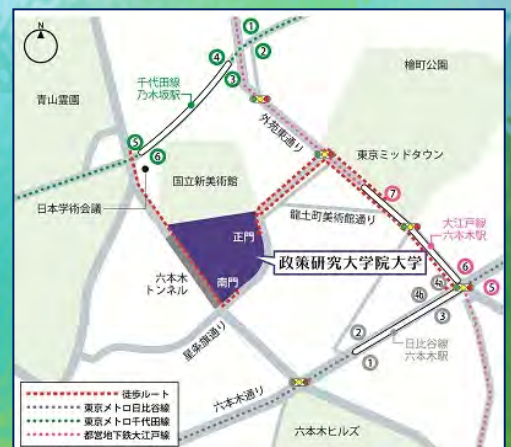 N
①
②
③
④
千代田線
乃木坂駅
檜町公園
青山霊園
外苑東通り
⑤
⑥
国立新美術館
東京ミッドタウン
日本学術会議
⑦
龍土町美術館通り
大江戸線
六本木駅
正門
政策研究大学院大学
六本木
トンネル
南門
⑥
4a
⑤
4b
③
星条旗通り
②
①
日比谷線
六本木駅
六本木通り
六本木ヒルズ
徒歩ルート
東京メトロ日比谷線
東京メトロ千代田線
都営地下鉄大江戸線